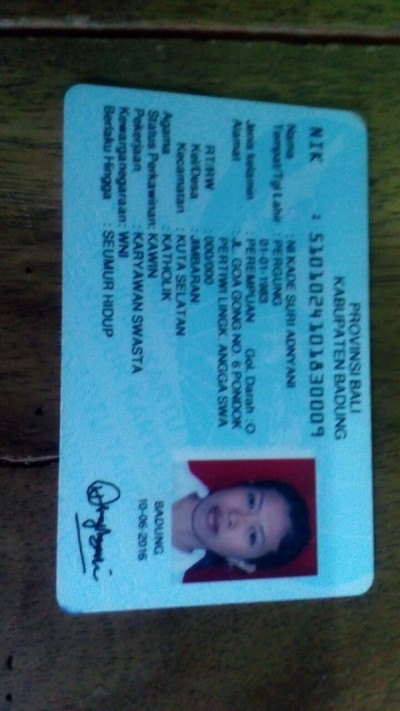 PROVINSI BALI
KABUPATEN BADUNG
NIK : 5101024101830009
Nama : NI KADE SURI ADNYANI
Tempat/Tgl Lahir : PERGUNG
01-01-1983
Jenis kelamin : PEREMPUAN Gol. Darah : O
Alamat : JL. GOA GONG NO. 6 PONDOK
PERTIWI LINGK. ANGGA SWA
RT/RW : 000/000
Kel/Desa : JIMBARAN
Kecamatan : KUTA SELATAN
Agama : KATHOLIK
Status Perkawinan: KAWIN
Pekerjaan : KARYAWAN SWASTA
Kewarganegaraan: WNI
Berlaku Hingga : SEUMUR HIDUP
BADUNG
10-06-2016